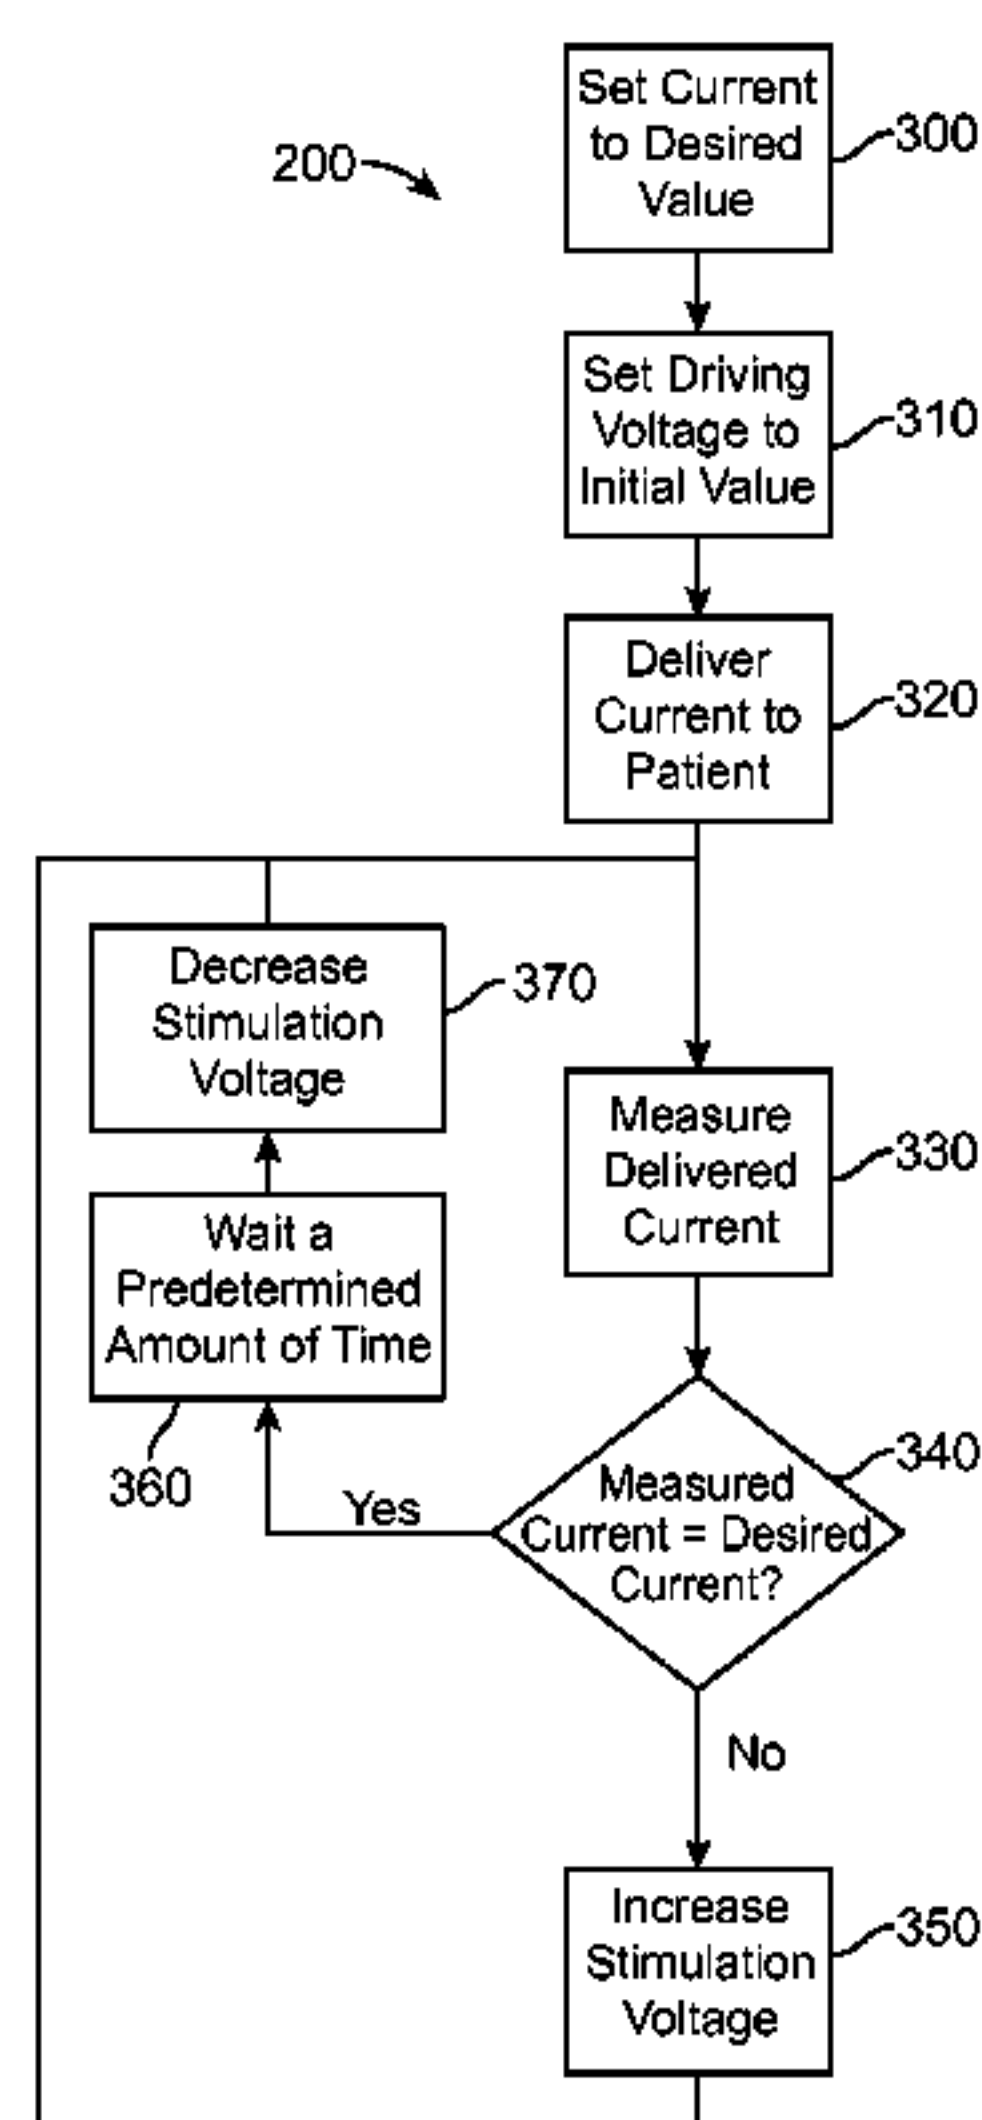 200
Set Current
to Desired
Value
300
Set Driving
Voltage to
Initial Value
310
Deliver
Current to
Patient
320
Decrease
Stimulation
Voltage
370
Measure
Delivered
Current
330
Wait a
Predetermined
Amount of Time
360
Measured
Current = Desired
Current?
340
Yes
No
Increase
Stimulation
Voltage
350